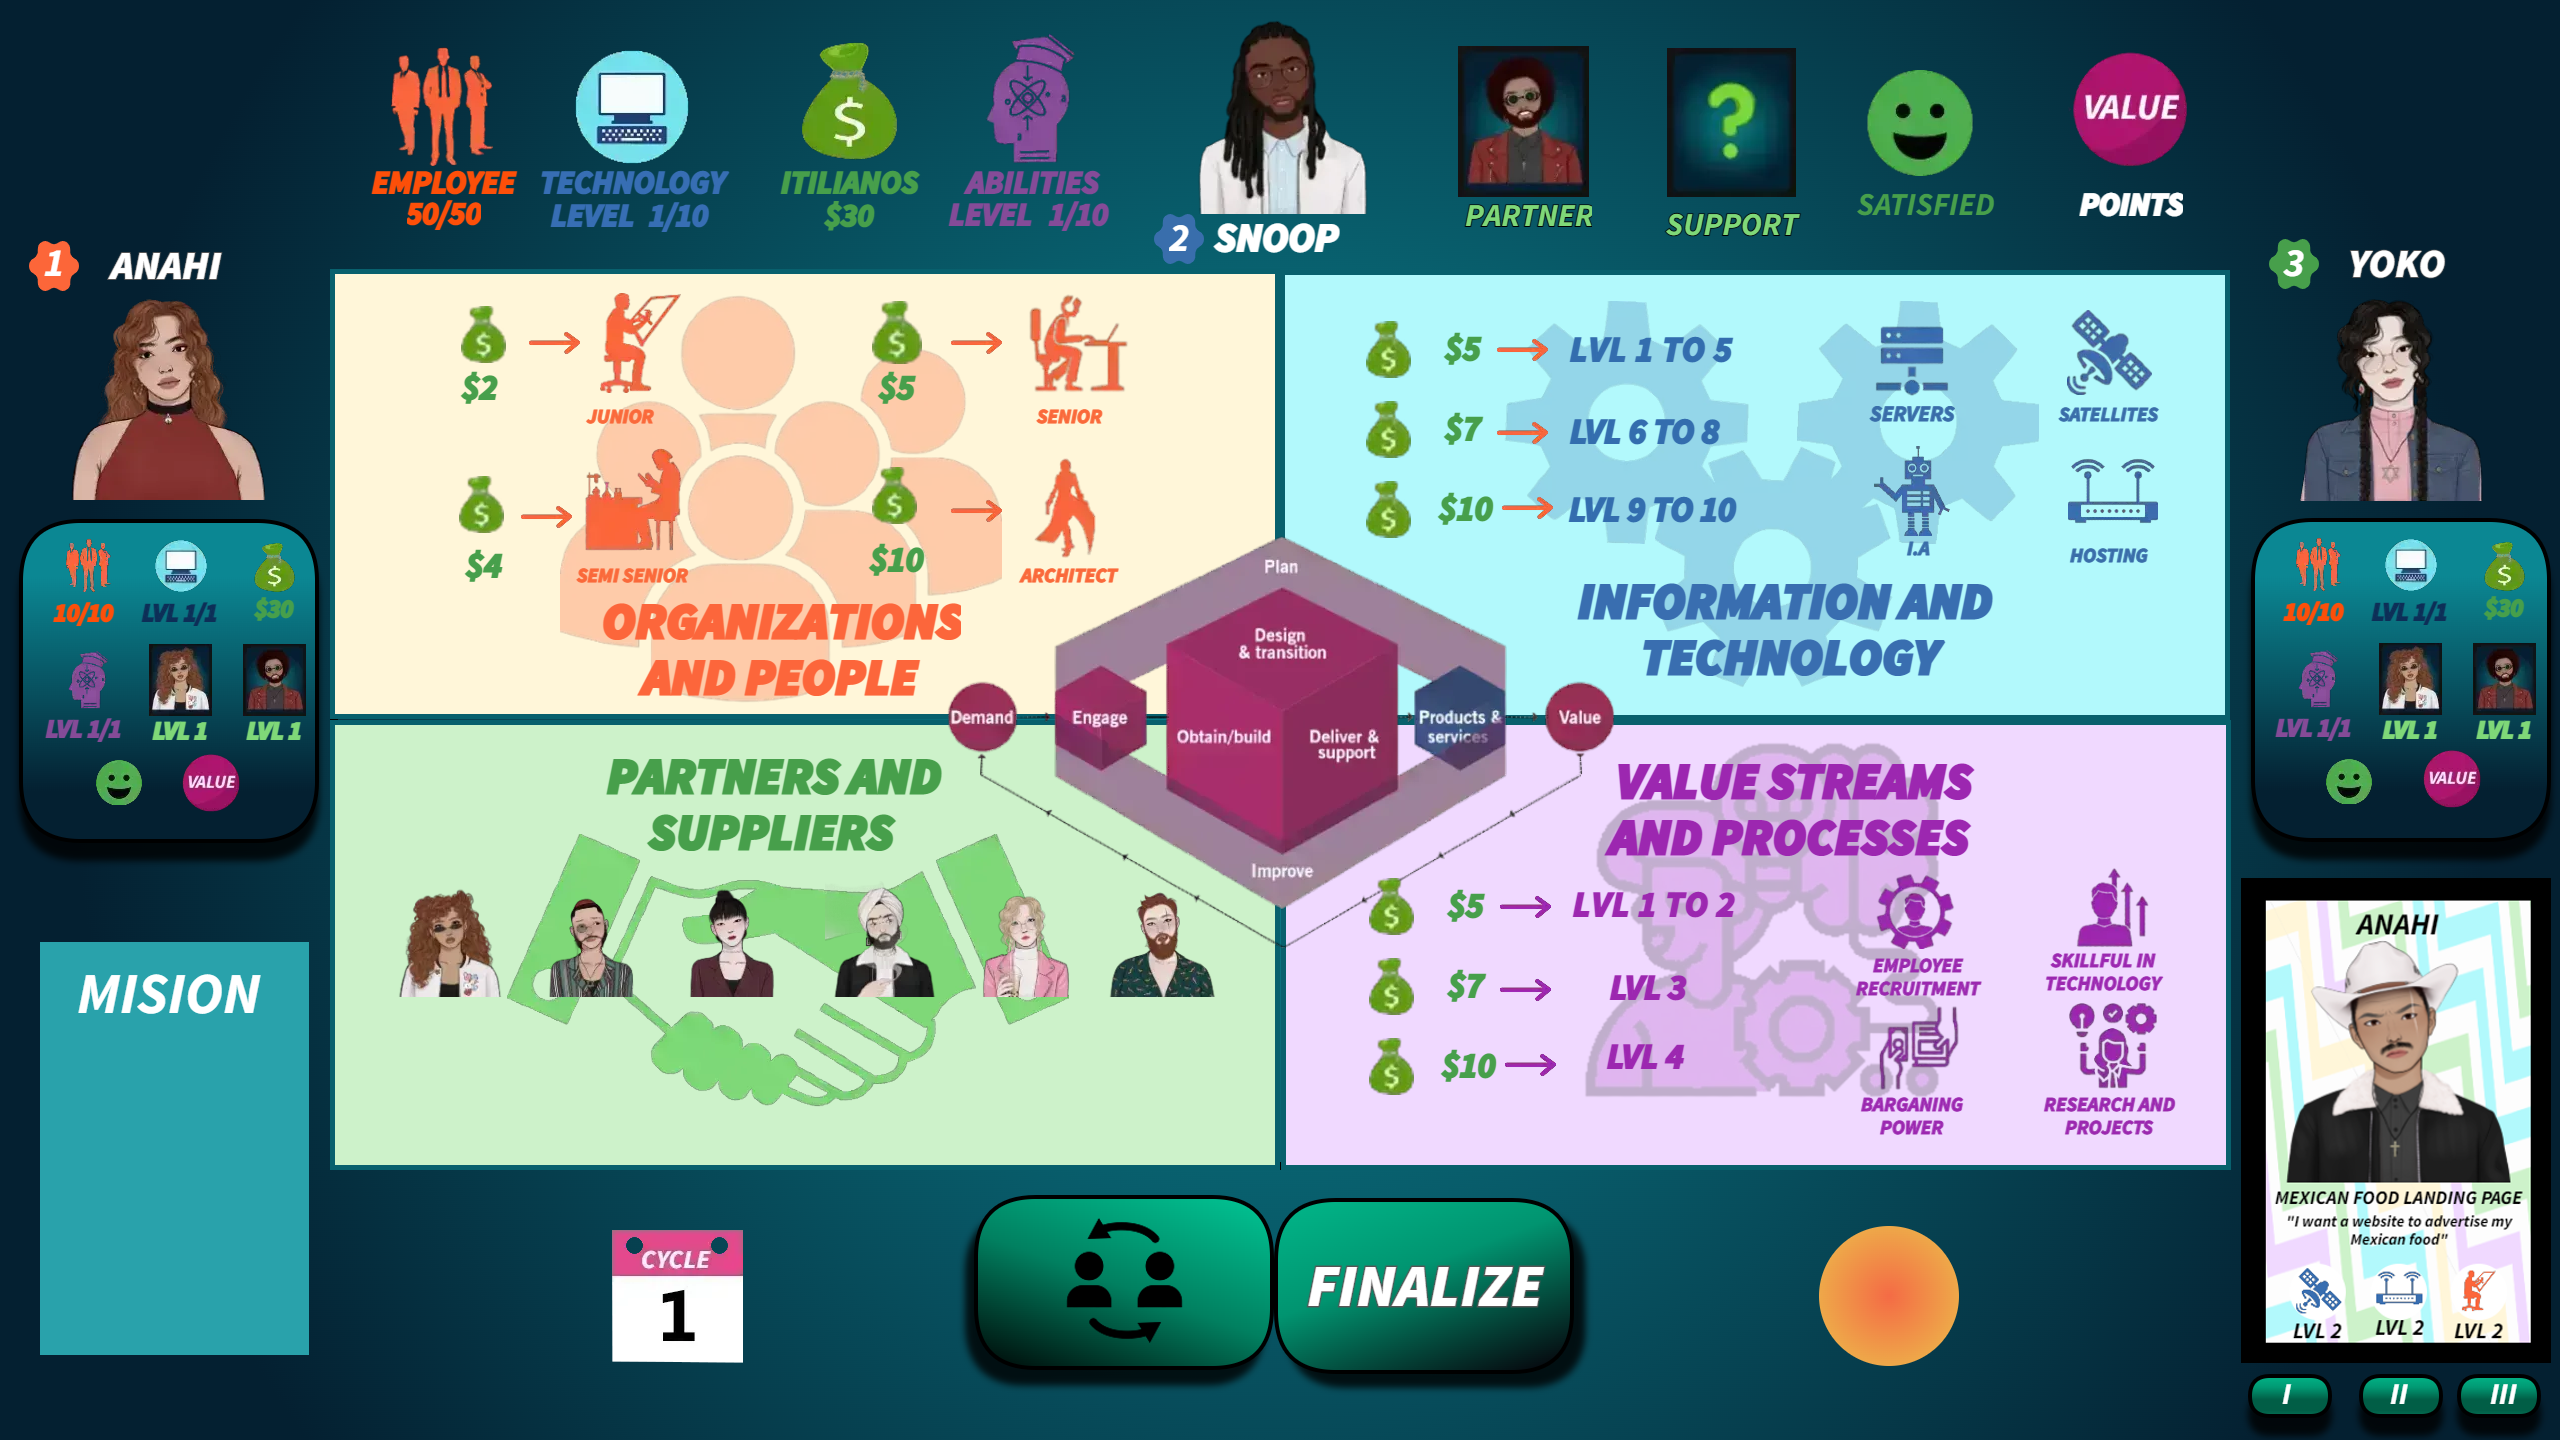 EMPLOYEE
50/50
TECHNOLOGY
LEVEL 1/10
$
ITILIANOS
$30
ABILITIES
LEVEL 1/10
2 SNOOP
PARTNER
?
SUPPORT
SATISFIED
VALUE
POINTS
1 ANAHI
3 YOKO
10/10
LVL 1/1
$
$30
LVL 1/1
LVL 1
LVL 1
VALUE
$
$2
JUNIOR
$
$5
SENIOR
$
$4
SEMI SENIOR
$
$10
ARCHITECT
ORGANIZATIONS
AND PEOPLE
$
$5
LVL 1 TO 5
$
$7
LVL 6 TO 8
$
$10
LVL 9 TO 10
SERVERS
SATELLITES
I.A
HOSTING
INFORMATION AND
TECHNOLOGY
10/10
LVL 1/1
$
$30
LVL 1/1
LVL 1
LVL 1
VALUE
Plan
Design
& transition
Demand
Engage
Obtain/build
Deliver &
support
Products &
services
Value
Improve
PARTNERS AND
SUPPLIERS
VALUE STREAMS
AND PROCESSES
$
$5
LVL 1 TO 2
$
$7
LVL 3
$
$10
LVL 4
EMPLOYEE
RECRUITMENT
SKILLFUL IN
TECHNOLOGY
BARGANING
POWER
RESEARCH AND
PROJECTS
MISION
CYCLE
1
FINALIZE
ANAHI
MEXICAN FOOD LANDING PAGE
"I want a website to advertise my
Mexican food"
LVL 2
LVL 2
LVL 2
I
II
III